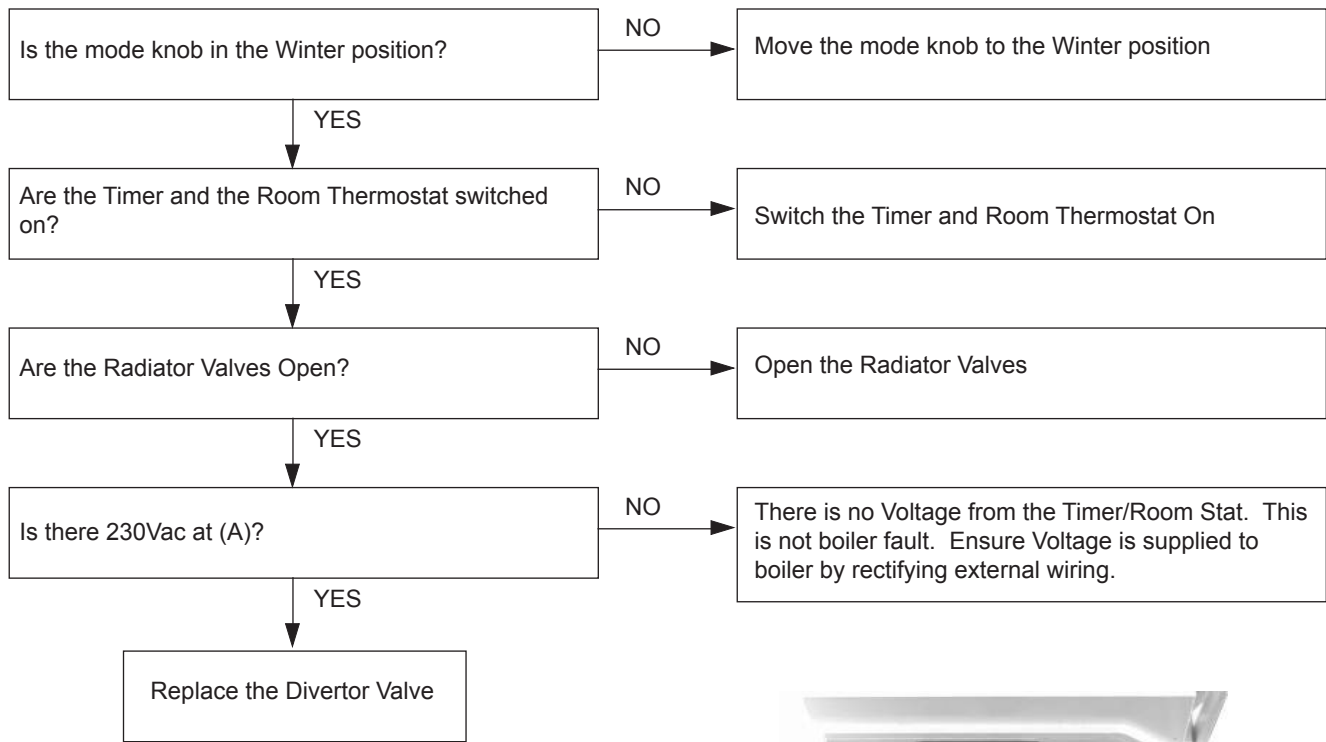 Is the mode knob in the Winter position?
NO
Move the mode knob to the Winter position
YES
Are the Timer and the Room Thermostat switched
on?
NO
Switch the Timer and Room Thermostat On
YES
Are the Radiator Valves Open?
NO
Open the Radiator Valves
YES
Is there 230Vac at (A)?
NO
There is no Voltage from the Timer/Room Stat.  This
is not boiler fault.  Ensure Voltage is supplied to
boiler by rectifying external wiring.
YES
Replace the Divertor Valve